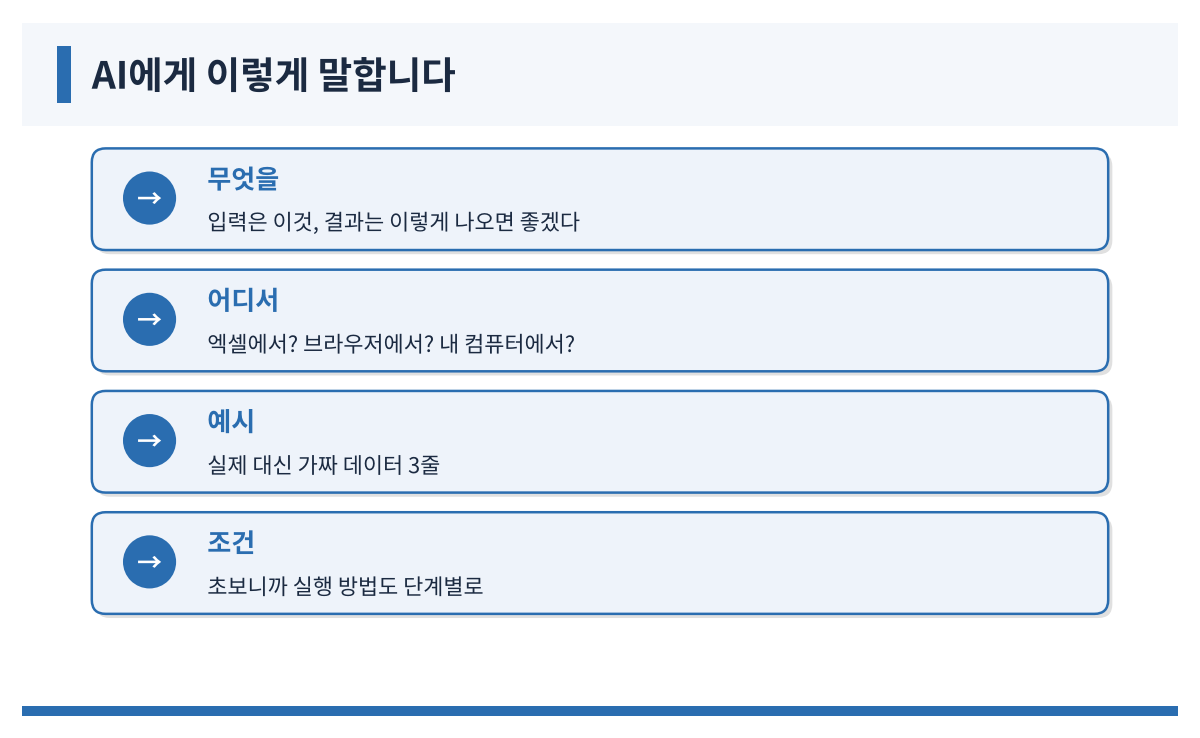 AI에게 이렇게 말합니다
→ 무엇을
입력은 이것, 결과는 이렇게 나오면 좋겠다
→ 어디서
엑셀에서? 브라우저에서? 내 컴퓨터에서?
→ 예시
실제 대신 가짜 데이터 3줄
→ 조건
초보니까 실행 방법도 단계별로